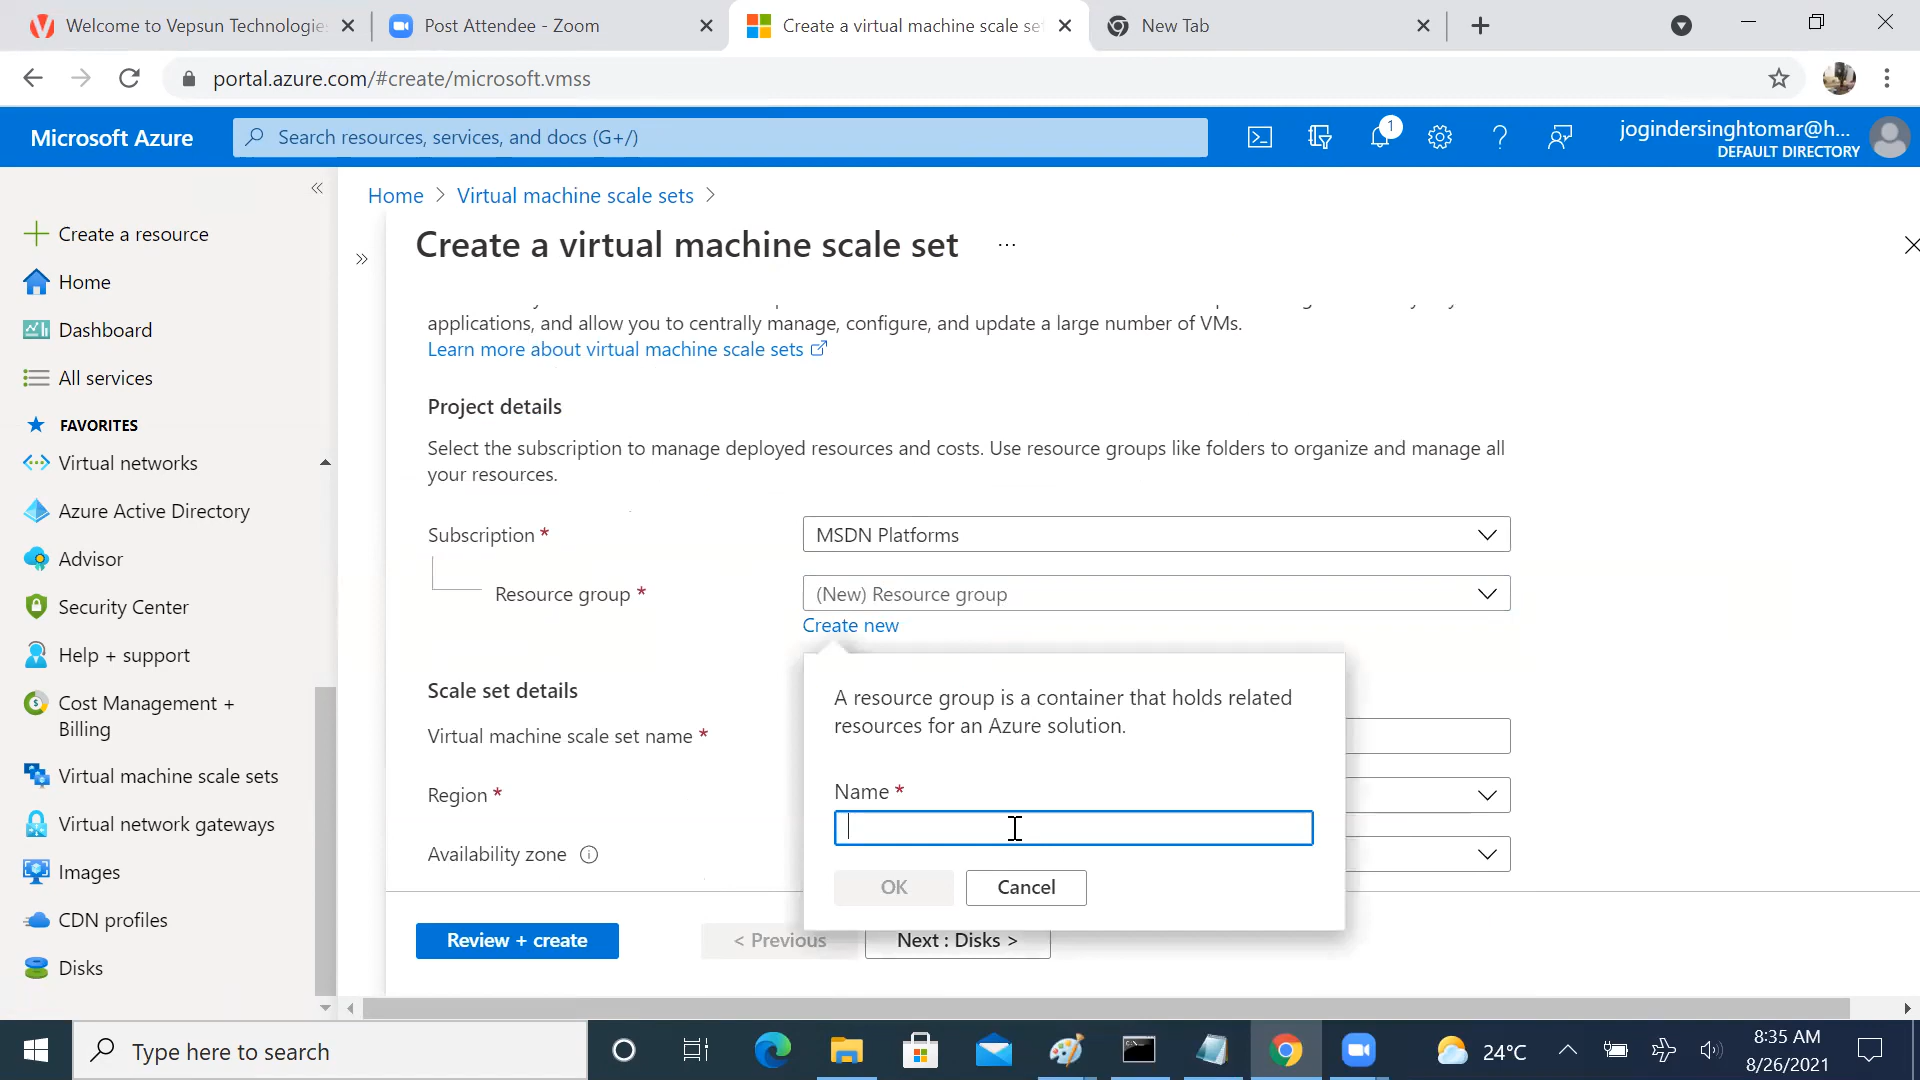 Welcome to Vepsun Technologies
Post Attendee - Zoom
Create a virtual machine scale se
New Tab
portal.azure.com/#create/microsoft.vmss
Microsoft Azure
Search resources, services, and docs (G+/)
1
jogindersinghtomar@h...
DEFAULT DIRECTORY
Home > Virtual machine scale sets >
Create a virtual machine scale set ...
Create a resource
Home
Dashboard
All services
FAVORITES
Virtual networks
Azure Active Directory
Advisor
Security Center
Help + support
Cost Management +
Billing
Virtual machine scale sets
Virtual network gateways
Images
CDN profiles
Disks
applications, and allow you to centrally manage, configure, and update a large number of VMs.
Learn more about virtual machine scale sets
Project details
Select the subscription to manage deployed resources and costs. Use resource groups like folders to organize and manage all
your resources.
Subscription *
MSDN Platforms
Resource group *
(New) Resource group
Create new
A resource group is a container that holds related
resources for an Azure solution.
Name *
OK
Cancel
Scale set details
Virtual machine scale set name *
Region *
Availability zone
Review + create
< Previous
Next : Disks >
Type here to search
24°C
8:35 AM
8/26/2021